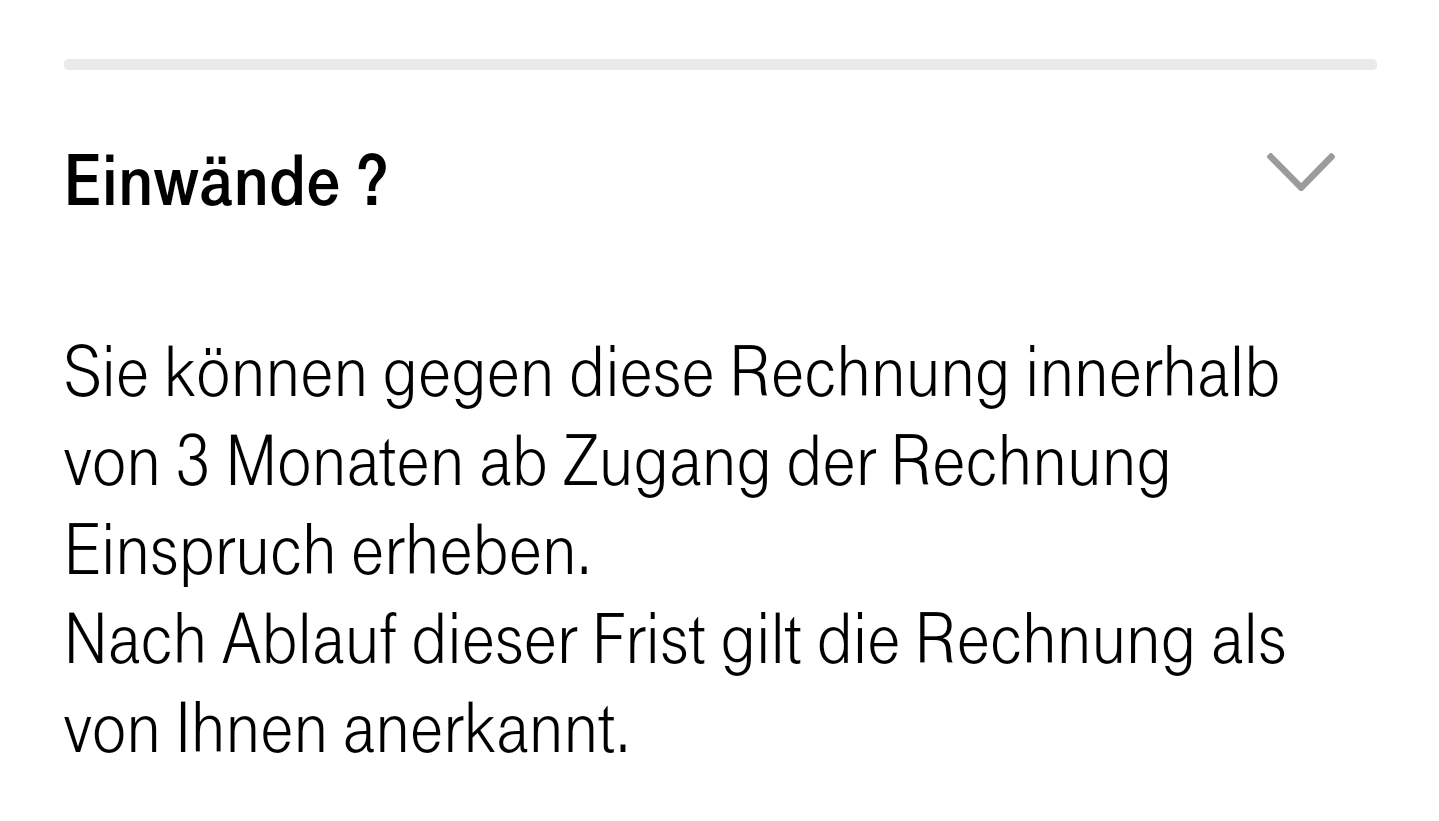 Einwände ?
Sie können gegen diese Rechnung innerhalb
von 3 Monaten ab Zugang der Rechnung
Einspruch erheben.
Nach Ablauf dieser Frist gilt die Rechnung als
von Ihnen anerkannt.